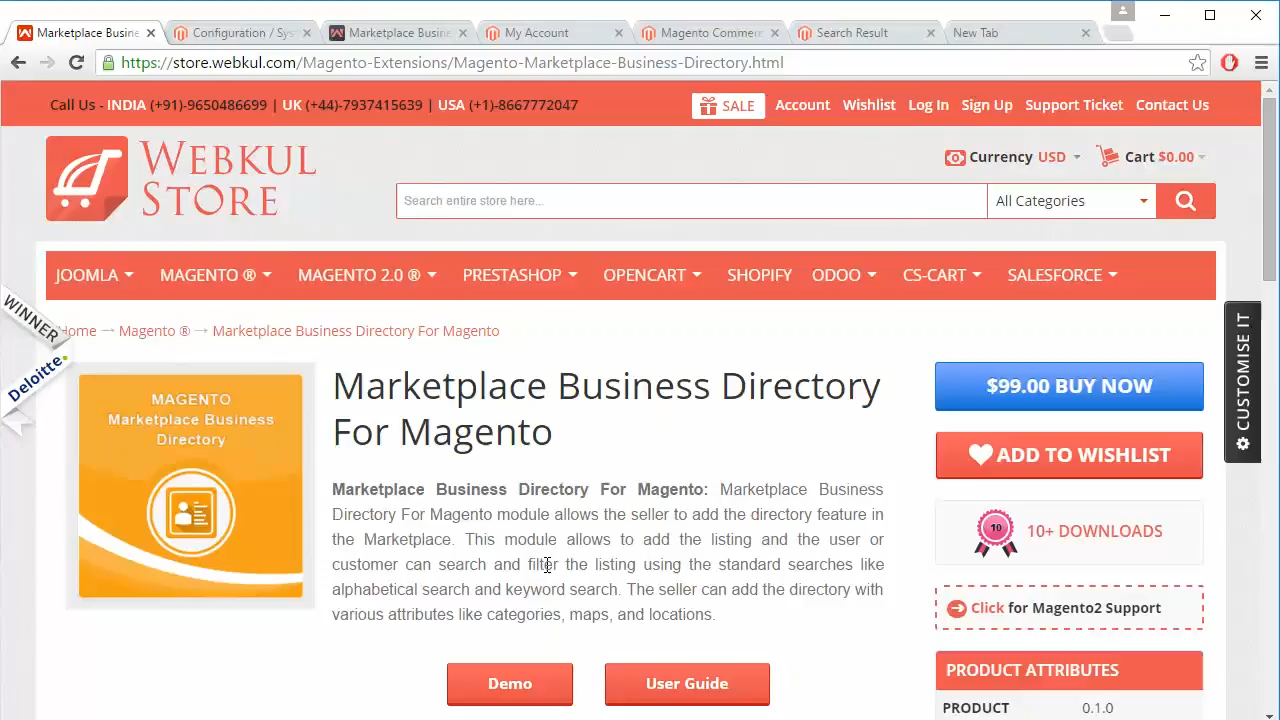 Marketplace Busine
Configuration / Sys
Marketplace Busine
My Account
Magento Commerc
Search Result
New Tab
https://store.webkul.com/Magento-Extensions/Magento-Marketplace-Business-Directory.html
Call Us - INDIA (+91)-9650486699 | UK (+44)-7937415639 | USA (+1)-8667772047
SALE
Account
Wishlist
Log In
Sign Up
Support Ticket
Contact Us
WEBKUL
STORE
Currency USD
Cart $0.00
Search entire store here...
All Categories
JOOMLA
MAGENTO ®
MAGENTO 2.0 ®
PRESTASHOP
OPENCART
SHOPIFY
ODOO
CS-CART
SALESFORCE
WINNER
Deloitte.
Home → Magento ® → Marketplace Business Directory For Magento
MAGENTO
Marketplace Business
Directory
Marketplace Business Directory
For Magento
Marketplace Business Directory For Magento: Marketplace Business
Directory For Magento module allows the seller to add the directory feature in
the Marketplace. This module allows to add the listing and the user or
customer can search and filter the listing using the standard searches like
alphabetical search and keyword search. The seller can add the directory with
various attributes like categories, maps, and locations.
Demo
User Guide
$99.00 BUY NOW
ADD TO WISHLIST
10
10+ DOWNLOADS
Click for Magento2 Support
PRODUCT ATTRIBUTES
PRODUCT 0.1.0
CUSTOMISE IT